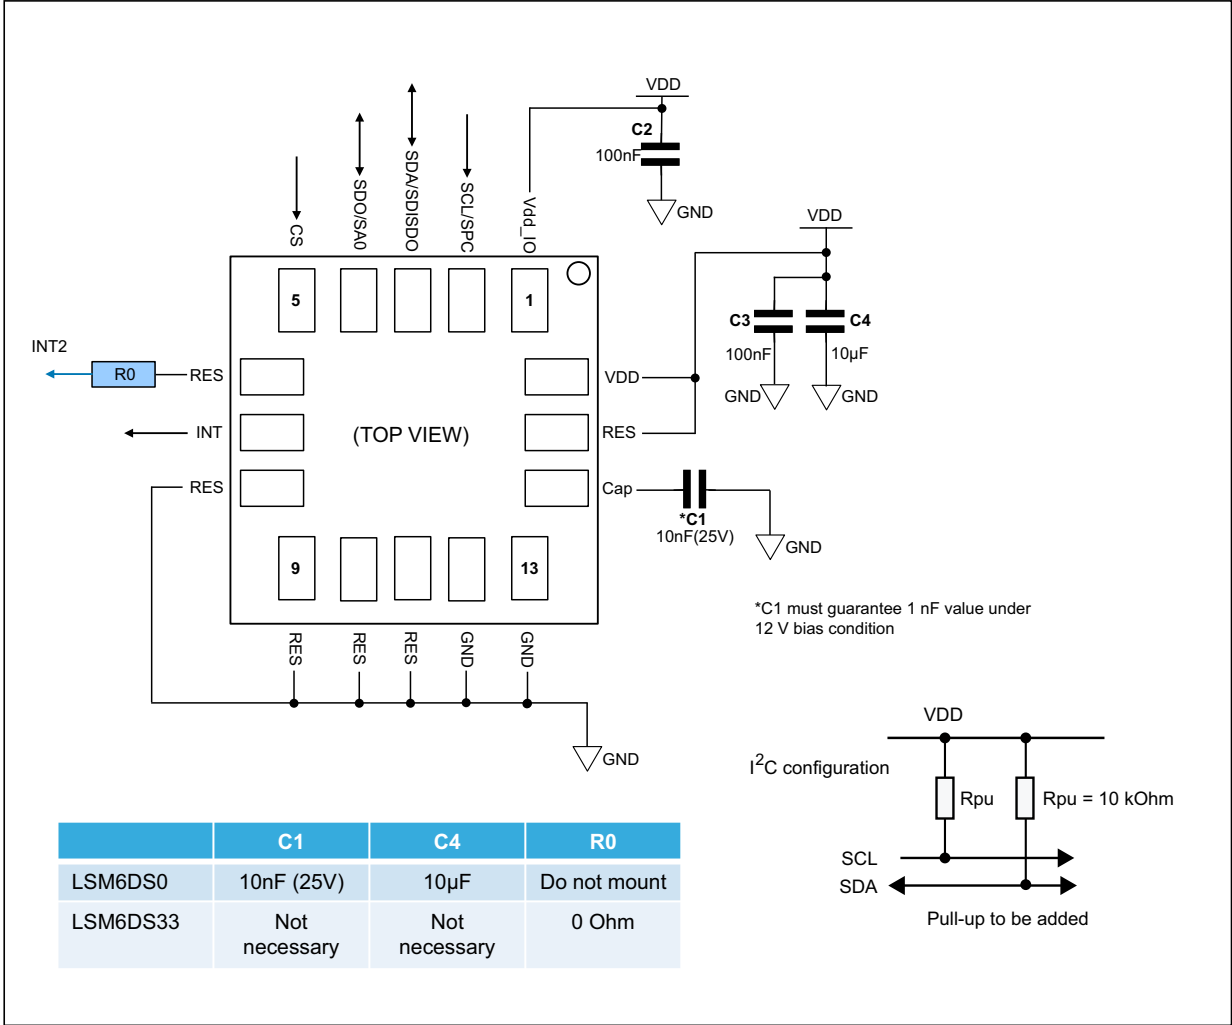 VDD
C2
100nF
GND
CS
SDO/SA0
SDA/SDISDO
SCL/SPC
Vdd_IO
VDD
5
1
C3
C4
100nF
10µF
GND
GND
INT2
R0
RES
VDD
INT
(TOP VIEW)
RES
RES
Cap
*C1
10nF(25V)
GND
9
13
*C1 must guarantee 1 nF value under
12 V bias condition
RES
RES
RES
GND
GND
GND
VDD
I²C configuration
Rpu
Rpu = 10 kOhm
SCL
SDA
Pull-up to be added
C1 C4 R0
LSM6DS0 10nF (25V) 10µF Do not mount
LSM6DS33 Not necessary Not necessary 0 Ohm